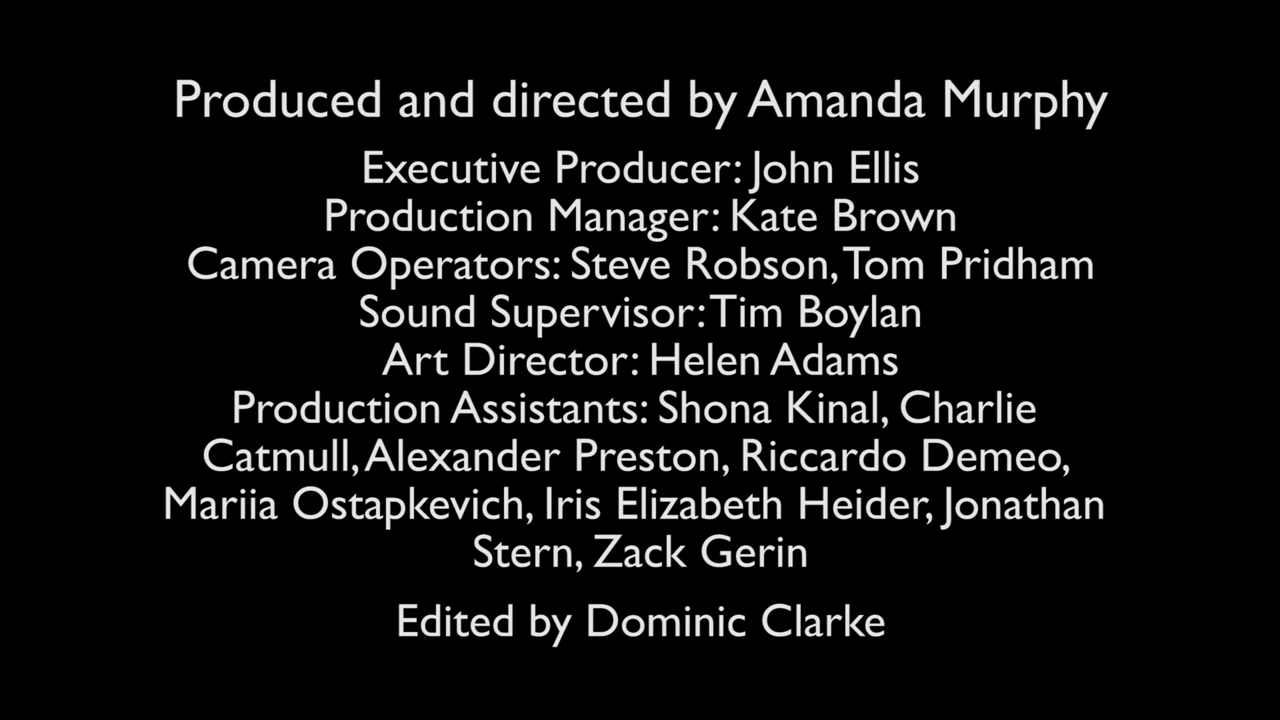 Produced and directed by Amanda Murphy
Executive Producer: John Ellis
Production Manager: Kate Brown
Camera Operators: Steve Robson, Tom Pridham
Sound Supervisor: Tim Boylan
Art Director: Helen Adams
Production Assistants: Shona Kinal, Charlie
Catmull, Alexander Preston, Riccardo Demeo,
Mariia Ostapkevich, Iris Elizabeth Heider, Jonathan
Stern, Zack Gerin
Edited by Dominic Clarke